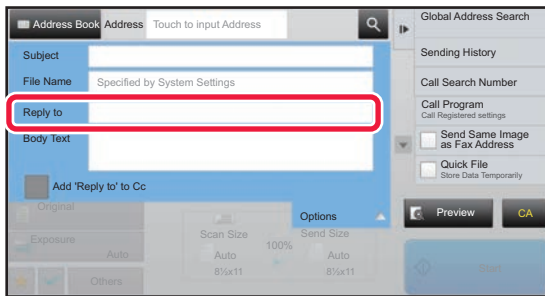 Address Book Address Touch to input Address
Subject
File Name Specified by System Settings
Reply to
Body Text
Add 'Reply to' to Cc
Options
Original
Exposure
Auto
Others
Scan Size
Auto
8½x11
100%
Send Size
Auto
8½x11
Global Address Search
Sending History
Call Search Number
Call Program
Call Registered settings
Send Same Image
as Fax Address
Quick File
Store Data Temporarily
Preview
CA
Start